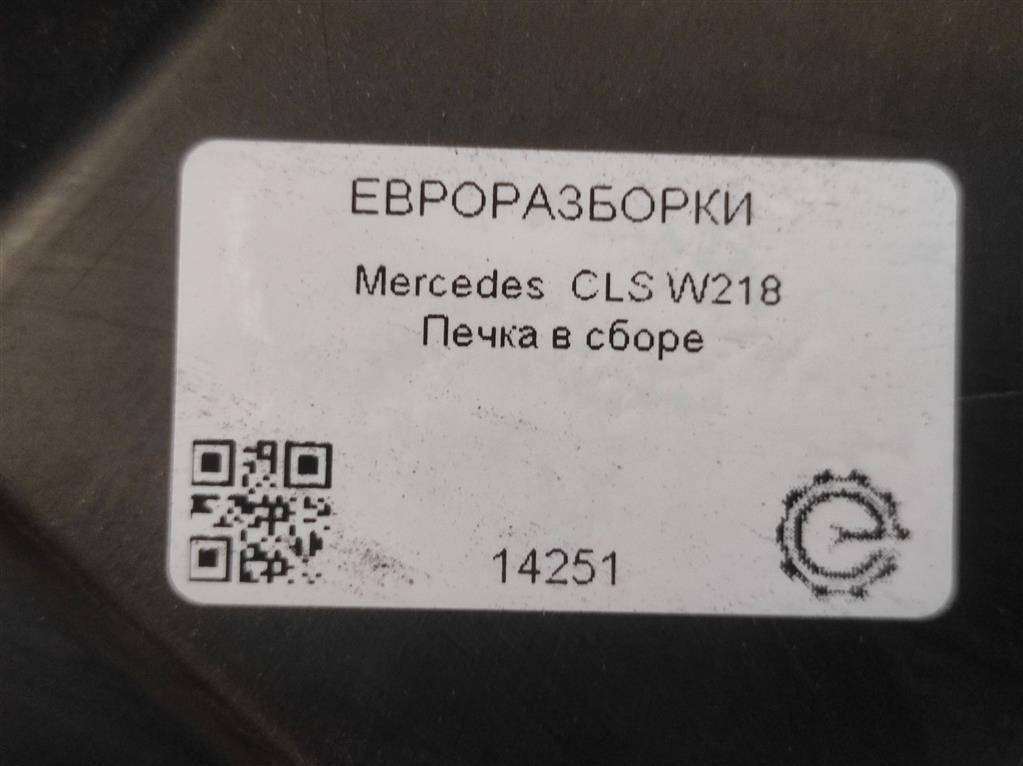 ЕВРОРАЗБОРКИ
Mercedes CLS W218
Печка в сборе
14251